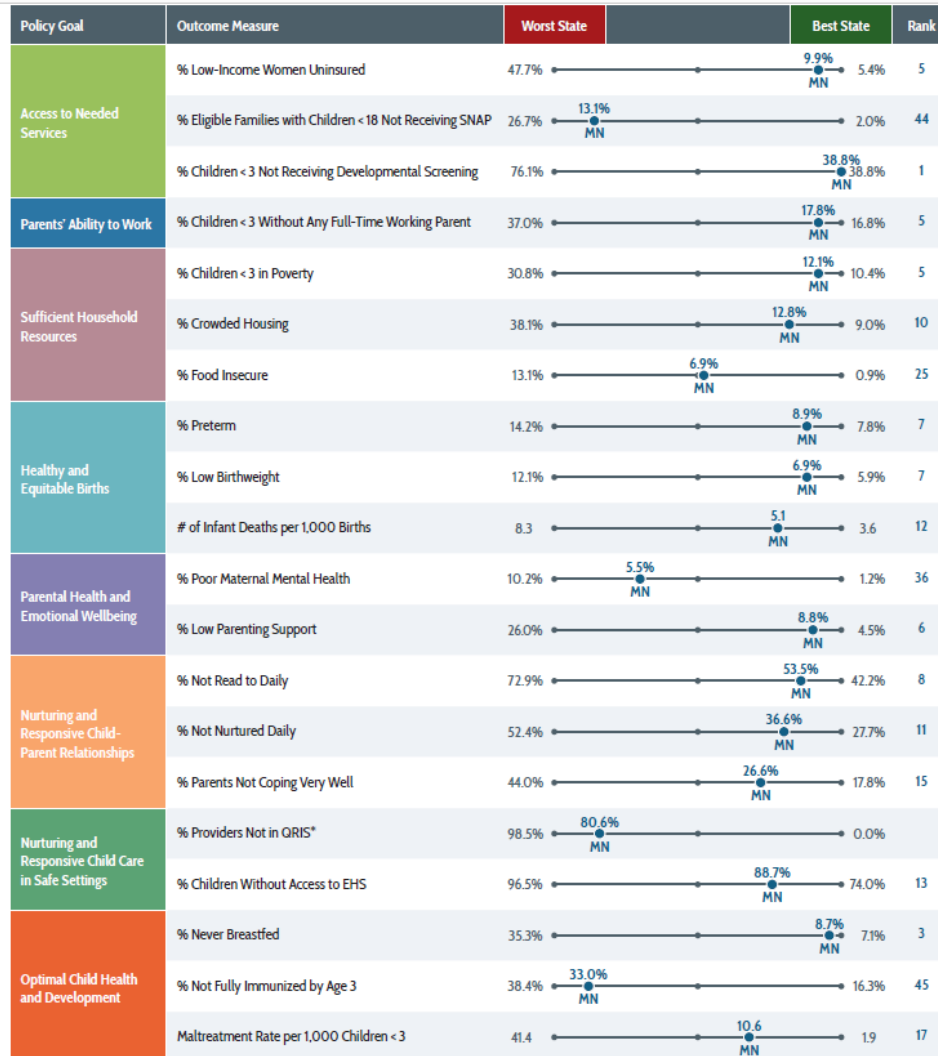 Policy Goal Outcome Measure Worst State Best State Rank
Access to Needed
Services
% Low-Income Women Uninsured 47.7% 9.9% MN 5.4% 5
% Eligible Families with Children < 18 Not Receiving SNAP 26.7% 13.1% MN 2.0% 44
% Children < 3 Not Receiving Developmental Screening 76.1% 38.8% MN 38.8% 1
Parents' Ability to Work
% Children < 3 Without Any Full-Time Working Parent 37.0% 17.8% MN 16.8% 5
Sufficient Household
Resources
% Children < 3 in Poverty 30.8% 12.1% MN 10.4% 5
% Crowded Housing 38.1% 12.8% MN 9.0% 10
% Food Insecure 13.1% 6.9% MN 0.9% 25
Healthy and
Equitable Births
% Preterm 14.2% 8.9% MN 7.8% 7
% Low Birthweight 12.1% 6.9% MN 5.9% 7
# of Infant Deaths per 1,000 Births 8.3 5.1 MN 3.6 12
Parental Health and
Emotional Wellbeing
% Poor Maternal Mental Health 10.2% 5.5% MN 1.2% 36
% Low Parenting Support 26.0% 8.8% MN 4.5% 6
Nurturing and
Responsive Child-
Parent Relationships
% Not Read to Daily 72.9% 53.5% MN 42.2% 8
% Not Nurtured Daily 52.4% 36.6% MN 27.7% 11
% Parents Not Coping Very Well 44.0% 26.6% MN 17.8% 15
Nurturing and
Responsive Child Care
in Safe Settings
% Providers Not in QRIS* 98.5% 80.6% MN 0.0%
% Children Without Access to EHS 96.5% 88.7% MN 74.0% 13
Optimal Child Health
and Development
% Never Breastfed 35.3% 8.7% MN 7.1% 3
% Not Fully Immunized by Age 3 38.4% 33.0% MN 16.3% 45
Maltreatment Rate per 1,000 Children < 3 41.4 10.6 MN 1.9 17